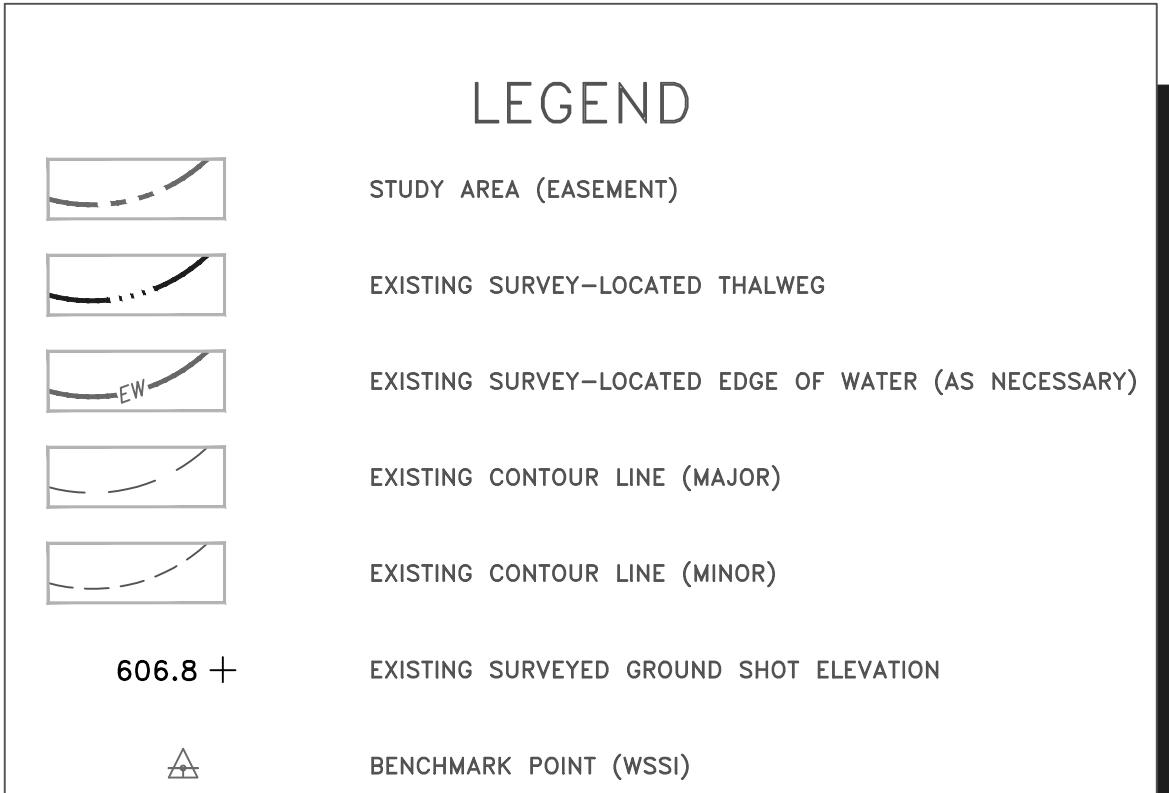 LEGEND
STUDY AREA (EASEMENT)
EXISTING SURVEY–LOCATED THALWEG
EW
EXISTING SURVEY–LOCATED EDGE OF WATER (AS NECESSARY)
EXISTING CONTOUR LINE (MAJOR)
EXISTING CONTOUR LINE (MINOR)
606.8 + EXISTING SURVEYED GROUND SHOT ELEVATION
BENCHMARK POINT (WSSI)